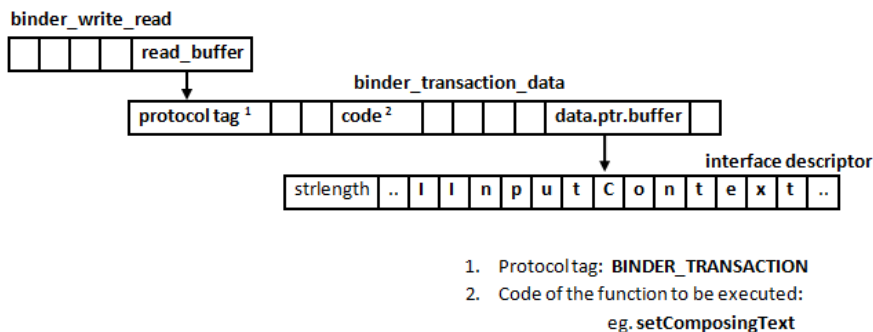 binder_write_read
read_buffer
binder_transaction_data
protocol tag 1 code 2 data.ptr.buffer
interface descriptor
strlength .. I I n p u t C o n t e x t ..
1. Protocol tag: BINDER_TRANSACTION
2. Code of the function to be executed:
eg. setComposingText